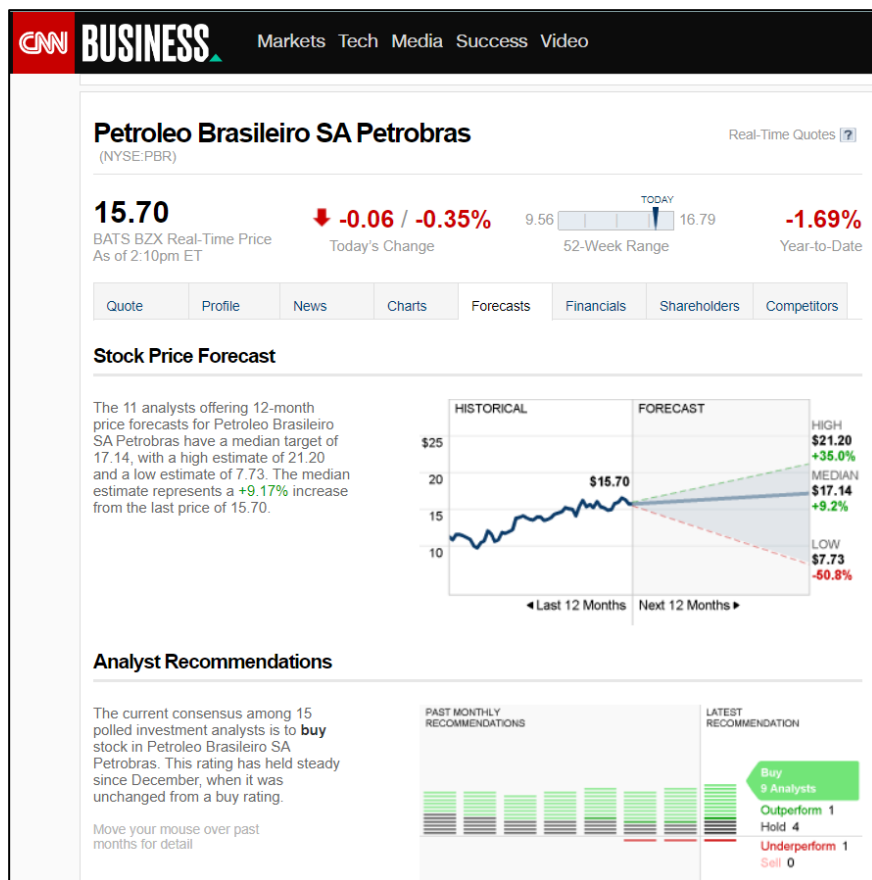 CNN BUSINESS Markets Tech Media Success Video
Petroleo Brasileiro SA Petrobras
Real-Time Quotes ?
(NYSE:PBR)
15.70
BATS BZX Real-Time Price
As of 2:10pm ET
-0.06 / -0.35%
Today's Change
TODAY
9.56 16.79
52-Week Range
-1.69%
Year-to-Date
Quote Profile News Charts Forecasts Financials Shareholders Competitors
Stock Price Forecast
The 11 analysts offering 12-month
price forecasts for Petroleo Brasileiro
SA Petrobras have a median target of
17.14, with a high estimate of 21.20
and a low estimate of 7.73. The median
estimate represents a +9.17% increase
from the last price of 15.70.
HISTORICAL FORECAST
$25
20
15
10
$15.70
HIGH
$21.20
+35.0%
MEDIAN
$17.14
+9.2%
LOW
$7.73
-50.8%
Last 12 Months Next 12 Months
Analyst Recommendations
The current consensus among 15
polled investment analysts is to buy
stock in Petroleo Brasileiro SA
Petrobras. This rating has held steady
since December, when it was
unchanged from a buy rating.
Move your mouse over past
months for detail
PAST MONTHLY
RECOMMENDATIONS
LATEST
RECOMMENDATION
Buy
9 Analysts
Outperform 1
Hold 4
Underperform 1
Sell 0